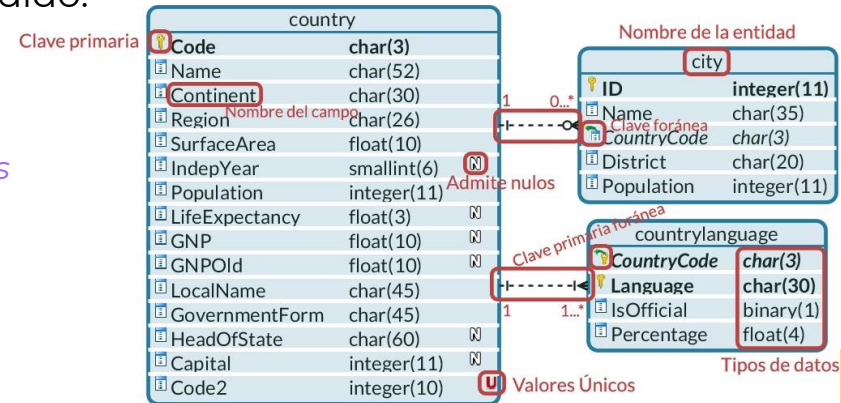 dido.
s
country
Clave primaria
Code char(3)
Name char(52)
Continent char(30)
Nombre del campo
Region char(26)
SurfaceArea float(10)
IndepYear smallint(6) N
Admite nulos
Population integer(11)
LifeExpectancy float(3) N
GNP float(10) N
GNPOld float(10) N
LocalName char(45)
GovernmentForm char(45)
HeadOfState char(60) N
Capital integer(11) N
Code2 integer(10) U
Valores Únicos
1 0...*
1 1...*
Nombre de la entidad
city
ID integer(11)
Name char(35)
Clave foránea
CountryCode char(3)
District char(20)
Population integer(11)
Clave primaria foránea
countrylanguage
CountryCode char(3)
Language char(30)
IsOfficial binary(1)
Percentage float(4)
Tipos de datos